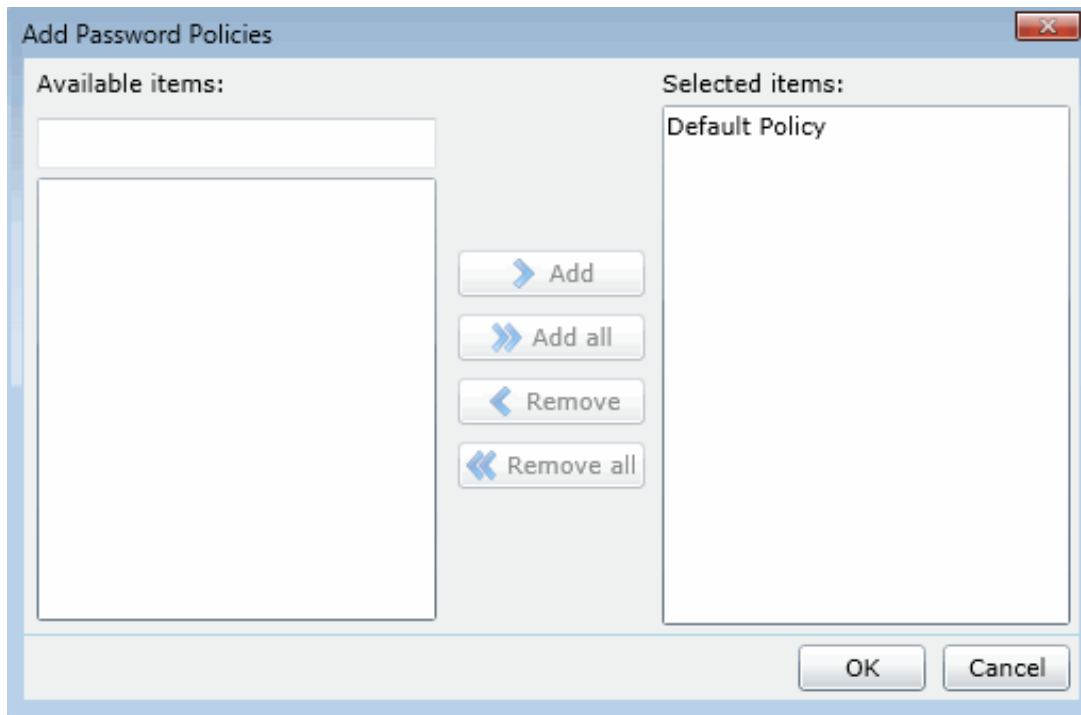 Add Password Policies
Available items:
Selected items:
Default Policy
Add
Add all
Remove
Remove all
OK
Cancel